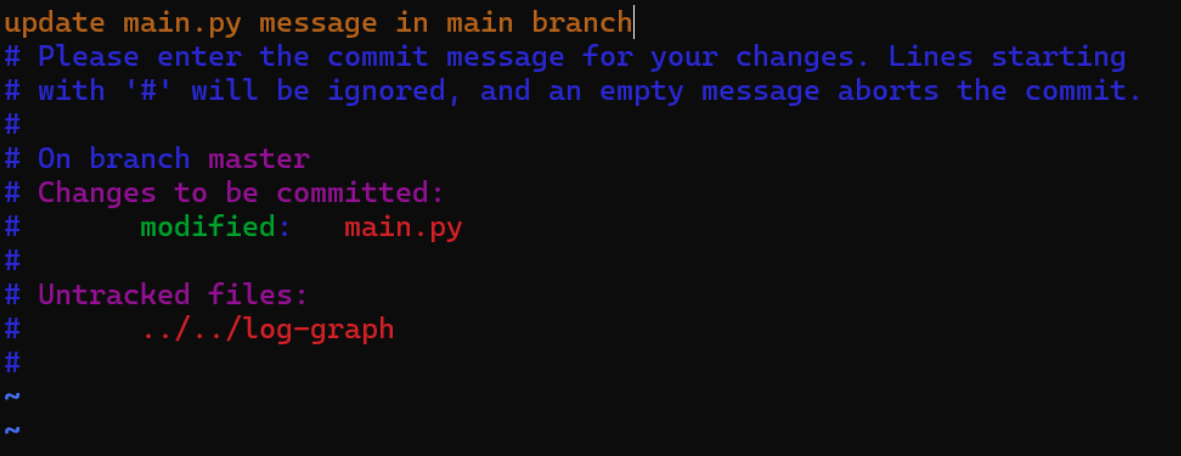 update main.py message in main branch
# Please enter the commit message for your changes. Lines starting
# with '#' will be ignored, and an empty message aborts the commit.
#
# On branch master
# Changes to be committed:
#       modified:   main.py
#
# Untracked files:
#       ../../log-graph
#
~
~